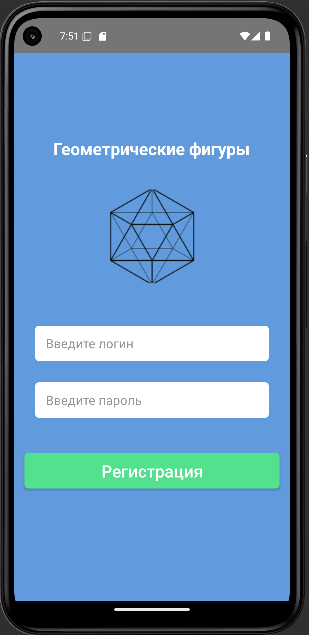 7:51
Геометрические фигуры
Введите логин
Введите пароль
Регистрация